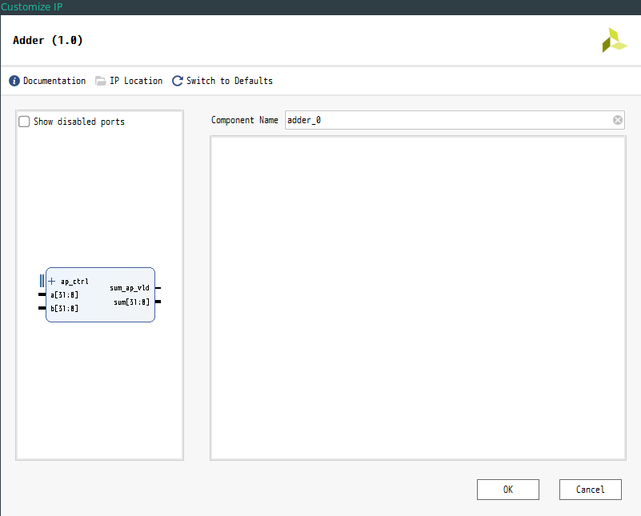 Customize IP
Adder (1.0)
Documentation IP Location Switch to Defaults
Show disabled ports
Component Name adder_0
ap_ctrl
a[31:0]
b[31:0]
sum_ap_vld
sum[31:0]
OK Cancel